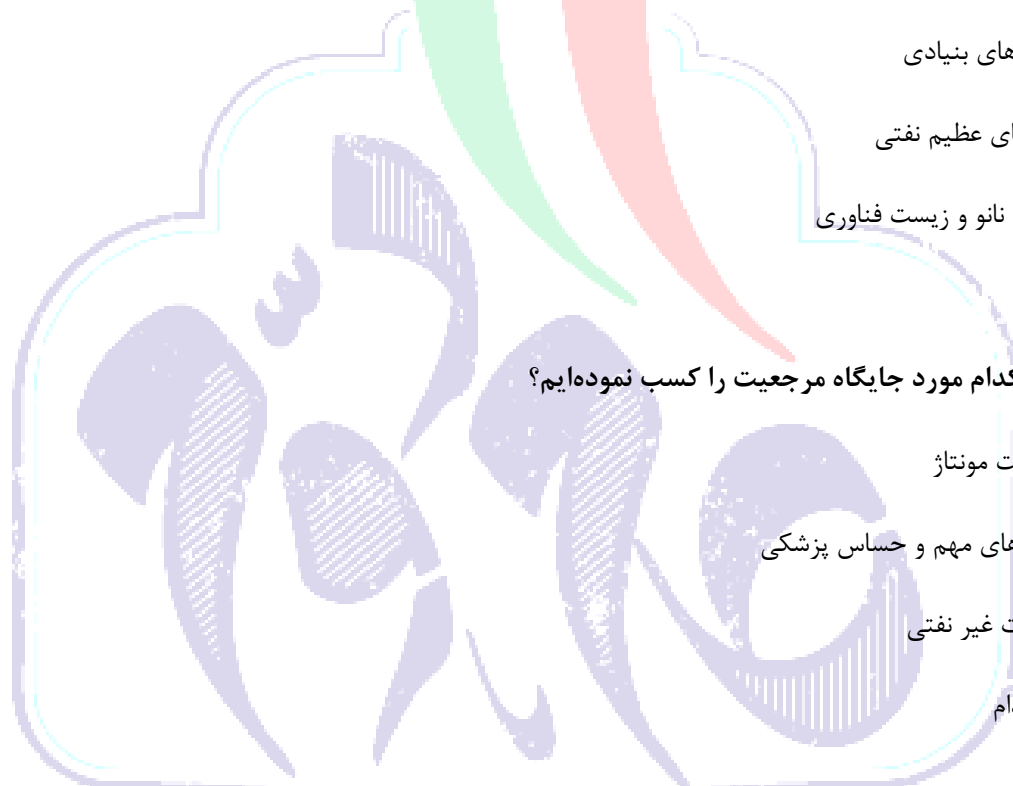 های بنیادی
ای عظیم نفتی
نانو و زیست فناوری
کدام مورد جایگاه مرجعیت را کسب نموده‌ایم؟
ت مونتاژ
های مهم و حساس پزشکی
ت غیر نفتی
ام